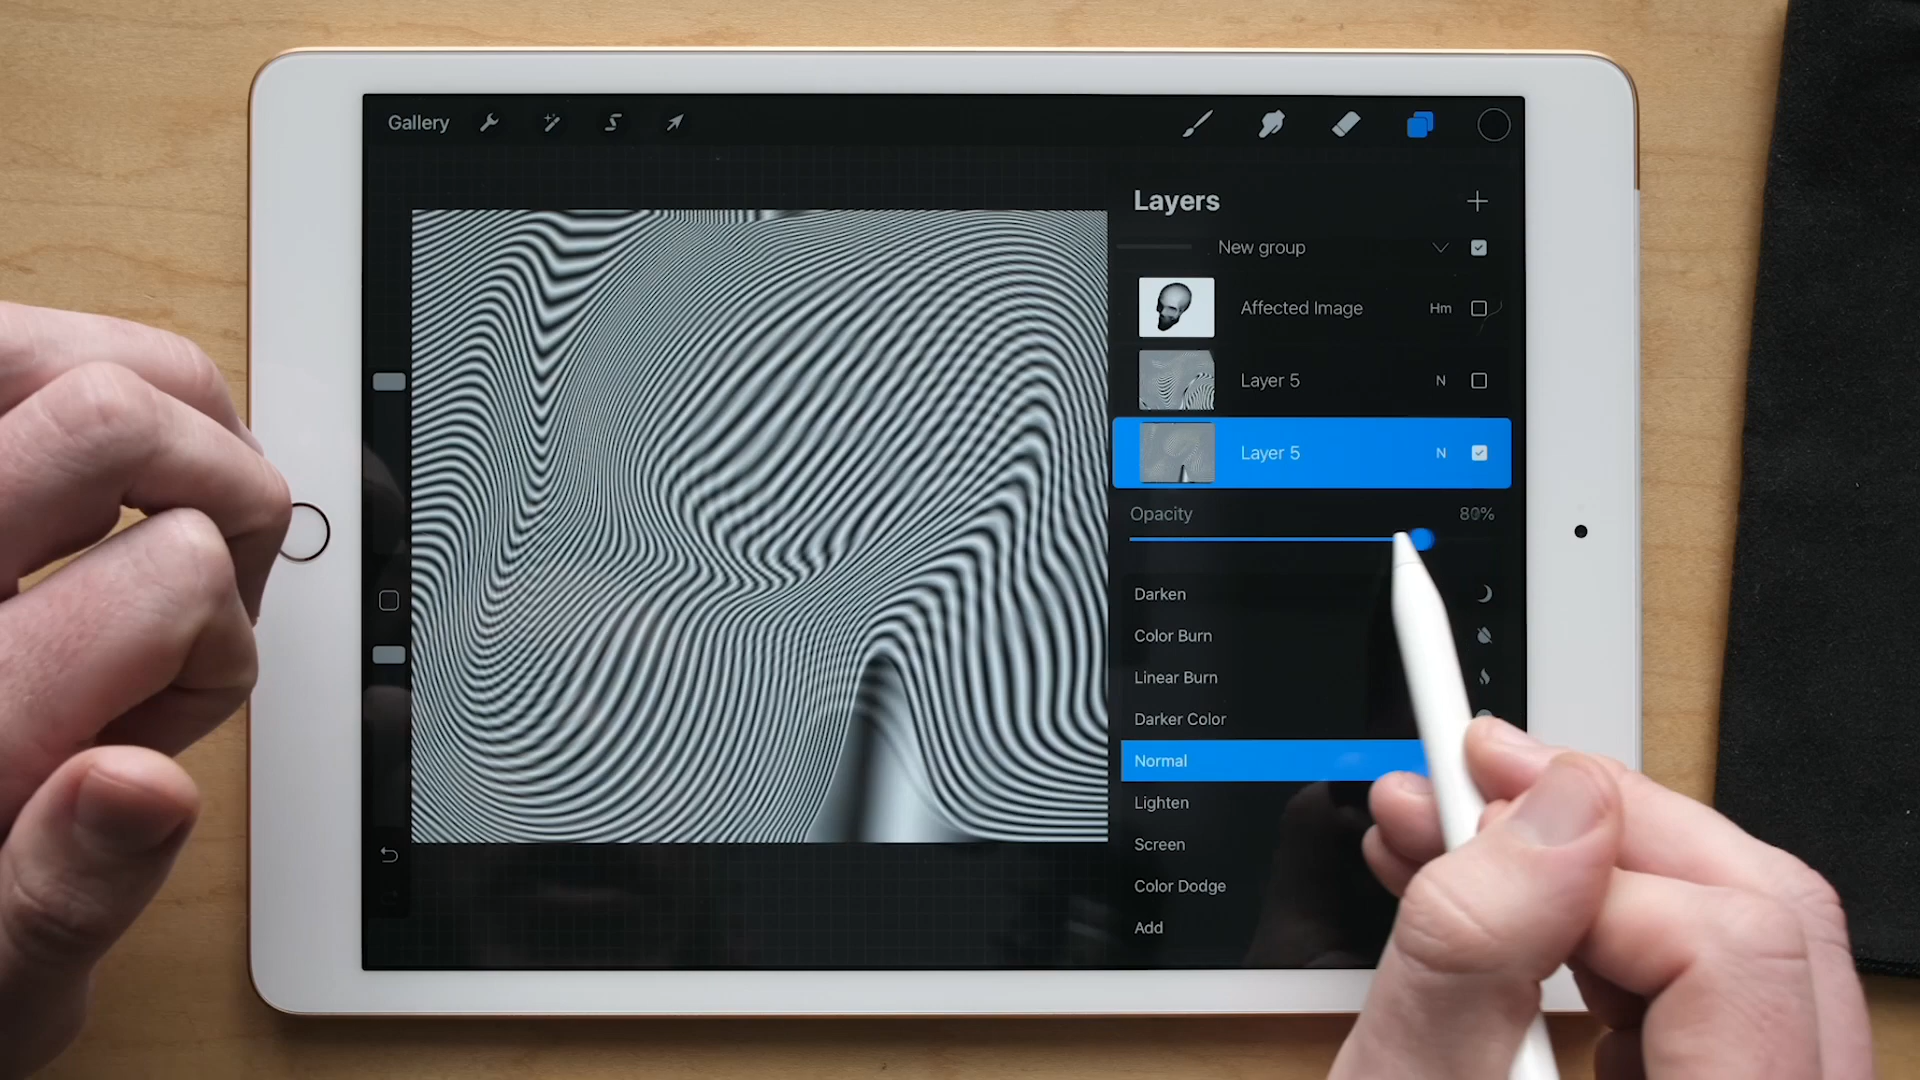 Gallery
Layers
New group
Affected Image Hm
Layer 5 N
Layer 5 N
Opacity 80%
Darken
Color Burn
Linear Burn
Darker Color
Normal
Lighten
Screen
Color Dodge
Add